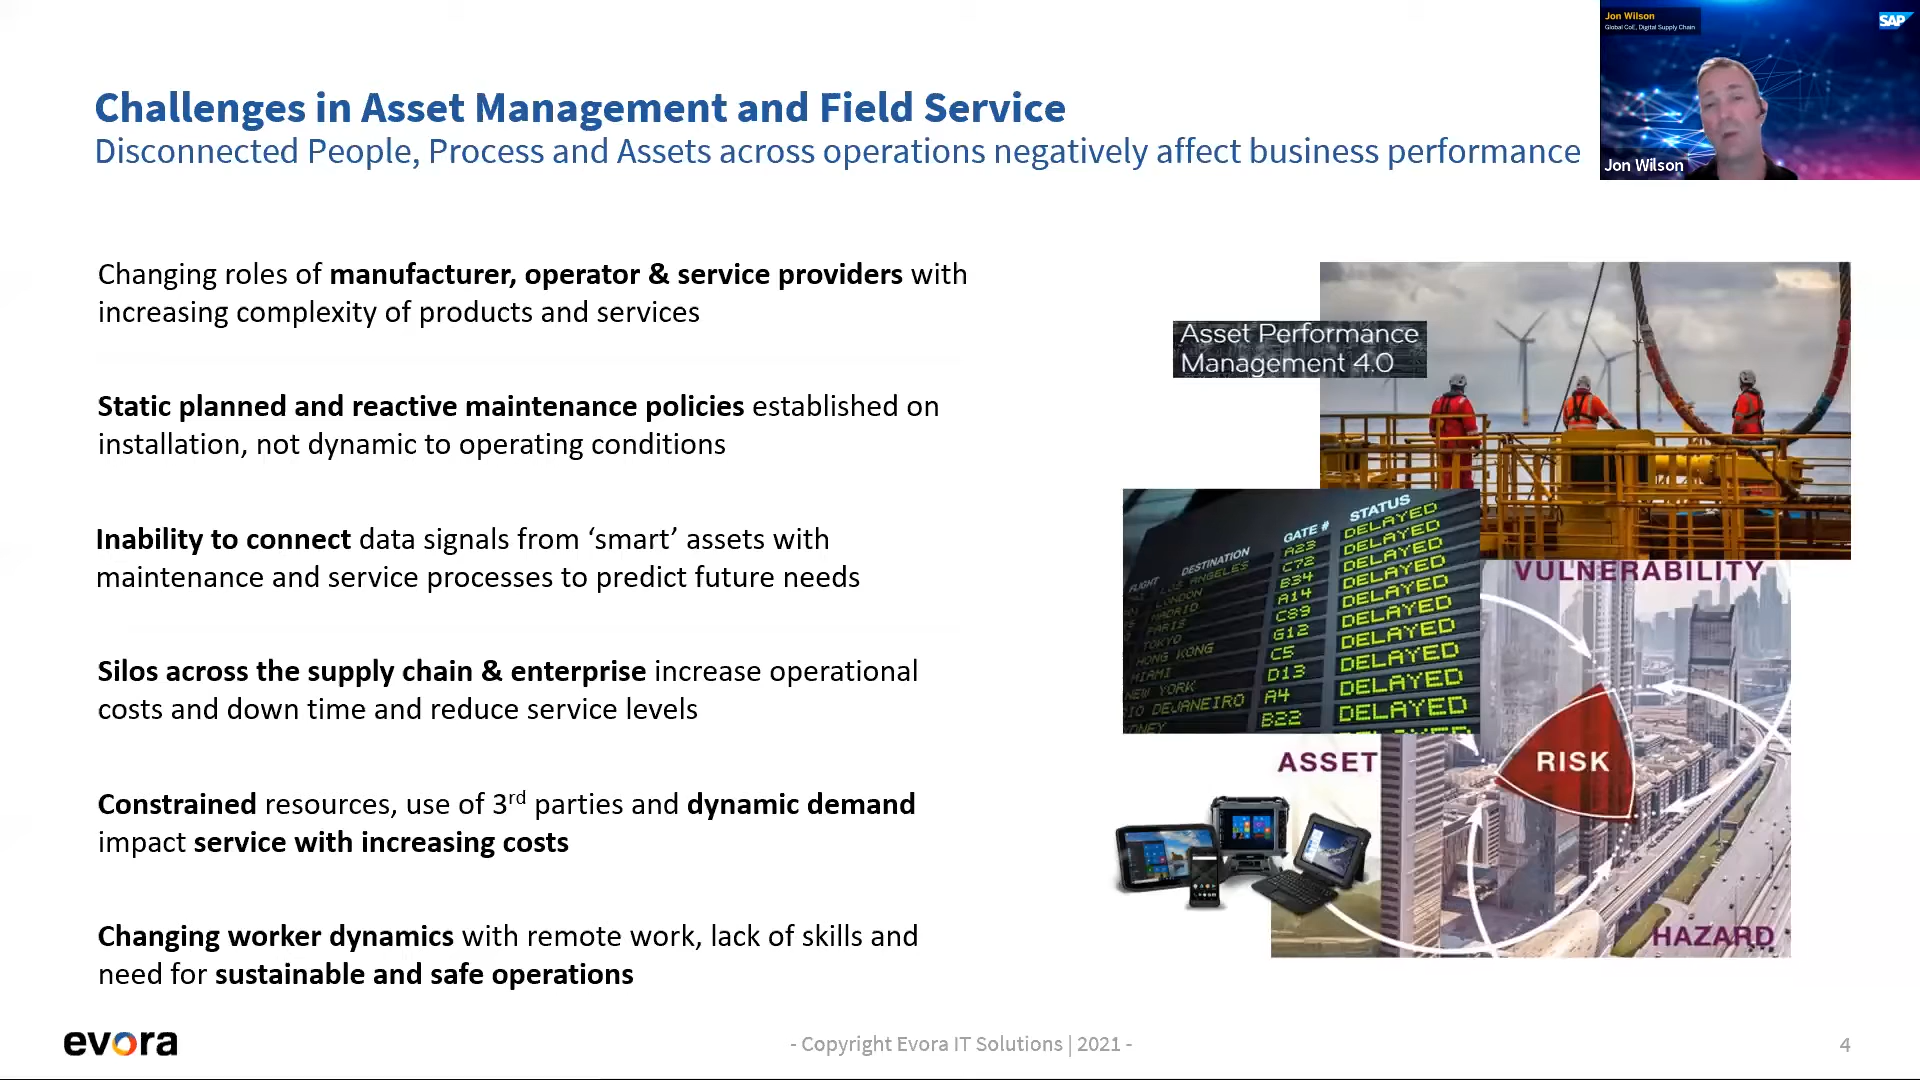 Jon Wilson
Global CoE, Digital Supply Chain
SAP
Jon Wilson
Challenges in Asset Management and Field Service
Disconnected People, Process and Assets across operations negatively affect business performance
Changing roles of manufacturer, operator & service providers with
increasing complexity of products and services
Static planned and reactive maintenance policies established on
installation, not dynamic to operating conditions
Inability to connect data signals from ‘smart’ assets with
maintenance and service processes to predict future needs
Silos across the supply chain & enterprise increase operational
costs and down time and reduce service levels
Constrained resources, use of 3rd parties and dynamic demand
impact service with increasing costs
Changing worker dynamics with remote work, lack of skills and
need for sustainable and safe operations
Asset Performance
Management 4.0
FLIGHT DESTINATION GATE # STATUS
LOS ANGELES A23 DELAYED
LONDON C72 DELAYED
MADRID B34 DELAYED
PARIS A14 DELAYED
TOKYO C89 DELAYED
HONG KONG G12 DELAYED
MIAMI C5 DELAYED
NEW YORK D13 DELAYED
IO DEJANEIRO A4 DELAYED
DNEY B22 DELAYED
DELAYED
VULNERABILITY
ASSET
RISK
HAZARD
evora
- Copyright Evora IT Solutions | 2021 -
4